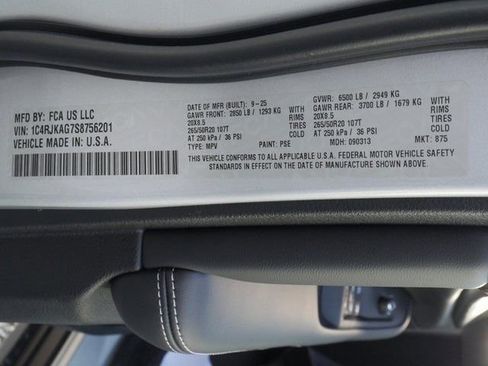 MFD BY: FCA US LLC
VIN: 1C4RJKAG7S8756201
VEHICLE MADE IN: U.S.A.
DATE OF MFR (BUILT): 9-25
GAWR FRONT: 2850 LB / 1293 KG
WITH
20X8.5 RIMS
265/50R20 107T TIRES
AT 250 kPa / 36 PSI COLD
TYPE: MPV PAINT: PSE
GVWR: 6500 LB / 2949 KG
GAWR REAR: 3700 LB / 1679 KG
WITH
20X8.5 RIMS
265/50R20 107T TIRES
AT 250 kPa / 36 PSI COLD
MDH: 090313 MKT: 875
THIS VEHICLE CONFORMS TO ALL APPLICABLE U.S.A. FEDERAL MOTOR VEHICLE SAFETY
STANDARDS IN EFFECT ON THE DATE OF MANUFACTURE SHOWN ABOVE.